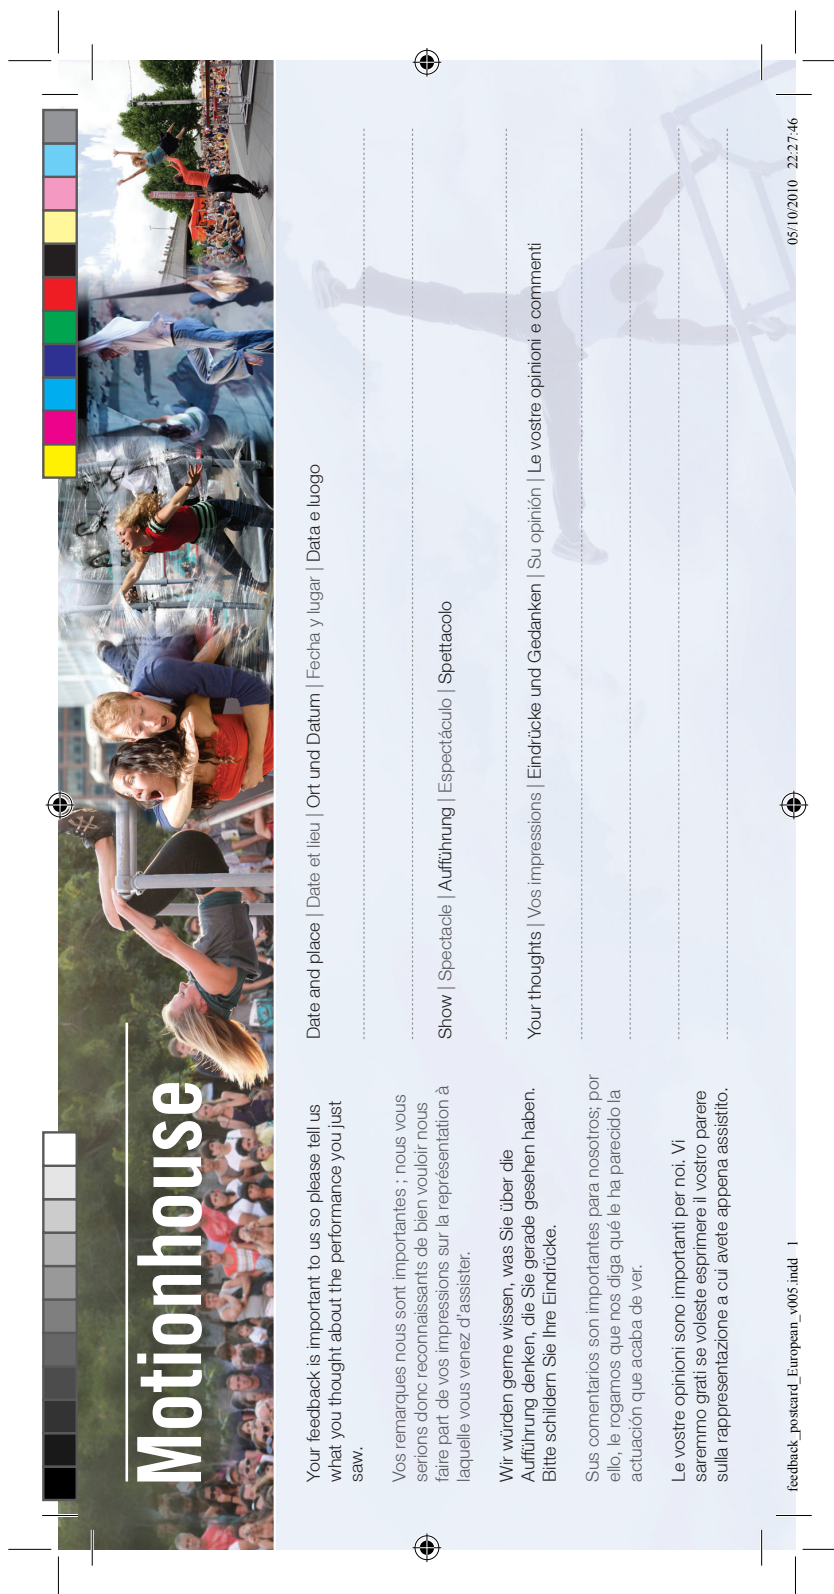 Motionhouse
Your feedback is important to us so please tell us
what you thought about the performance you just
saw.
Vos remarques nous sont importantes ; nous vous
serions donc reconnaissants de bien vouloir nous
faire part de vos impressions sur la représentation à
laquelle vous venez d’assister.
Wir würden gerne wissen, was Sie über die
Aufführung denken, die Sie gerade gesehen haben.
Bitte schildern Sie Ihre Eindrücke.
Sus comentarios son importantes para nosotros; por
ello, le rogamos que nos diga qué le ha parecido la
actuación que acaba de ver.
Le vostre opinioni sono importanti per noi. Vi
saremmo grati se voleste esprimere il vostro parere
sulla rappresentazione a cui avete appena assistito.
Date and place | Date et lieu | Ort und Datum | Fecha y lugar | Data e luogo
Show | Spectacle | Aufführung | Espectáculo | Spettacolo
Your thoughts | Vos impressions | Eindrücke und Gedanken | Su opinión | Le vostre opinioni e commenti
feedback_postcard_European_v005.indd 1
05/10/2010 22:27:46